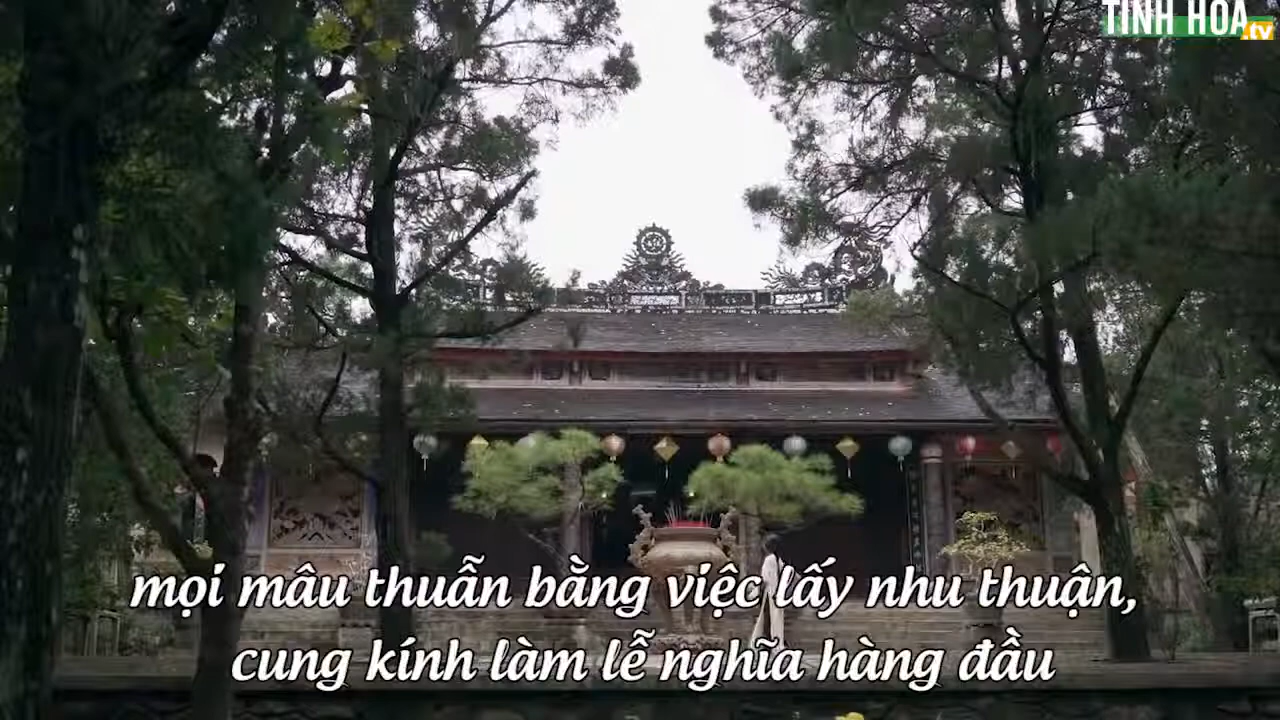 TINH HOA
.tv
mọi mâu thuẫn bằng việc lấy nhu thuận,
cung kính làm lễ nghĩa hàng đầu